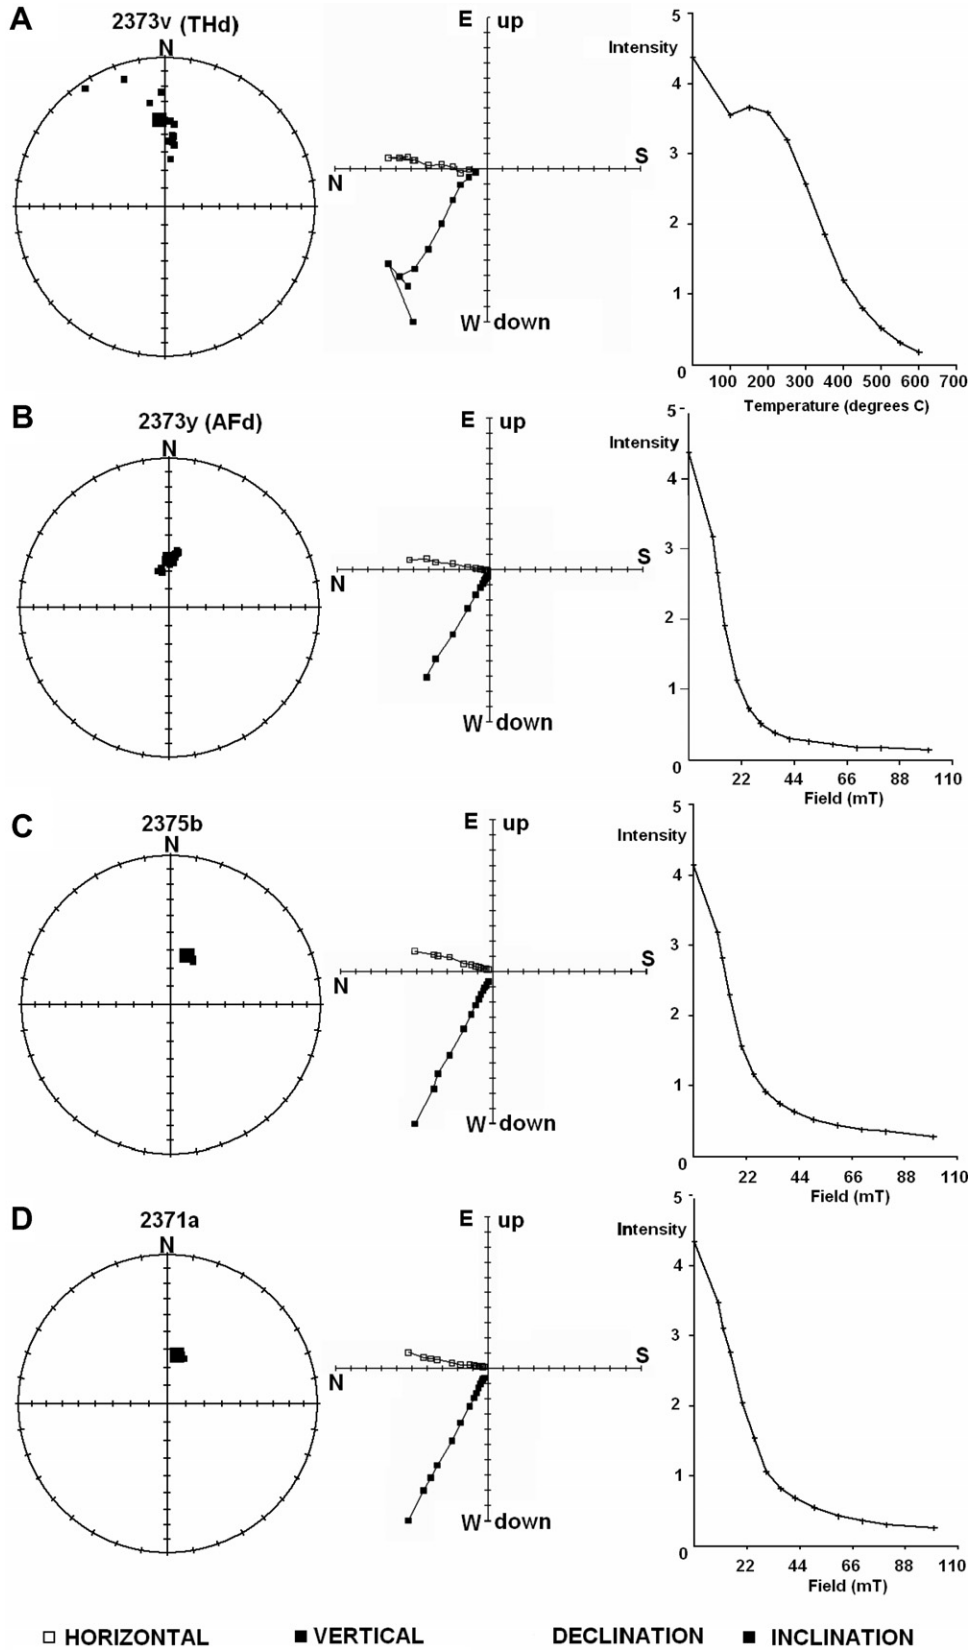 A
2373v (THd)
N
E up
N
S
W down
5
Intensity
4
3
2
1
0
100 200 300 400 500 600 700
Temperature (degrees C)
B
2373y (AFd)
N
E up
N
S
W down
5
Intensity
4
3
2
1
0
22 44 66 88 110
Field (mT)
C
2375b
N
E up
N
S
W down
5
Intensity
4
3
2
1
0
22 44 66 88 110
Field (mT)
D
2371a
N
E up
N
S
W down
5
Intensity
4
3
2
1
0
22 44 66 88 110
Field (mT)
HORIZONTAL VERTICAL DECLINATION INCLINATION